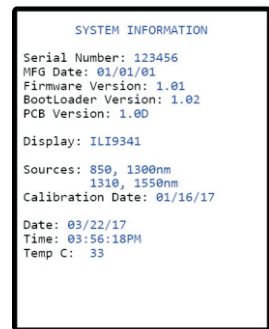 SYSTEM INFORMATION
Serial Number: 123456
MFG Date: 01/01/01
Firmware Version: 1.01
BootLoader Version: 1.02
PCB Version: 1.0D
Display: ILI9341
Sources: 850, 1300nm
1310, 1550nm
Calibration Date: 01/16/17
Date: 03/22/17
Time: 03:56:18PM
Temp C: 33